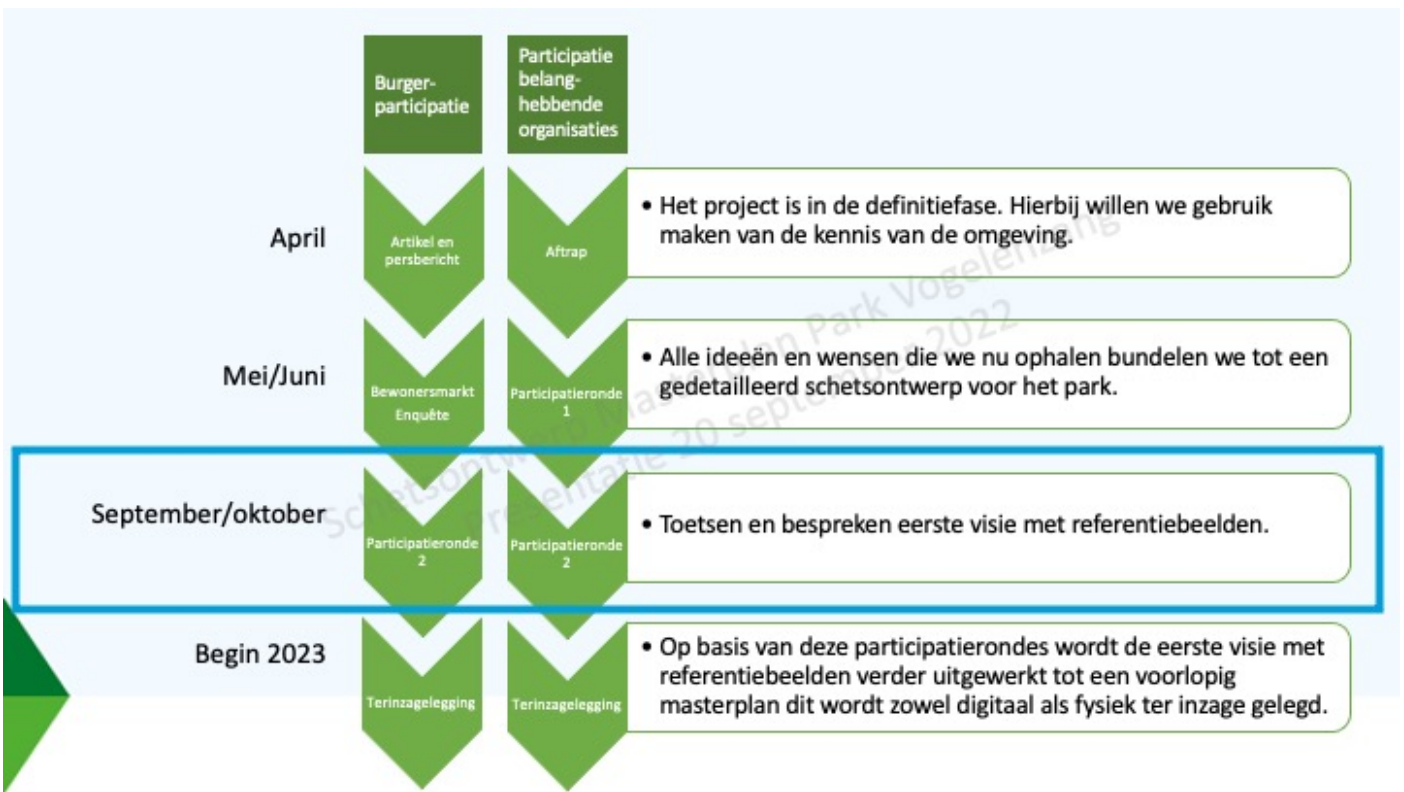 Burger-
participatie
Participatie
belang-
hebbende
organisaties
April
Artikel en
persbericht
Aftrap
• Het project is in de definitiefase. Hierbij willen we gebruik
maken van de kennis van de omgeving.
Mei/Juni
Bewonersmarkt
Enquête
Participatieronde
1
• Alle ideeën en wensen die we nu ophalen bundelen we tot een
gedetailleerd schetsontwerp voor het park.
September/oktober
Participatieronde
2
Participatieronde
2
• Toetsen en bespreken eerste visie met referentiebeelden.
Begin 2023
Terinzagelegging
Terinzagelegging
• Op basis van deze participatierondes wordt de eerste visie met
referentiebeelden verder uitgewerkt tot een voorlopig
masterplan dit wordt zowel digitaal als fysiek ter inzage gelegd.
Schetsontwerp Masterplan Park Vogelenzang
Presentatie 20 september 2022